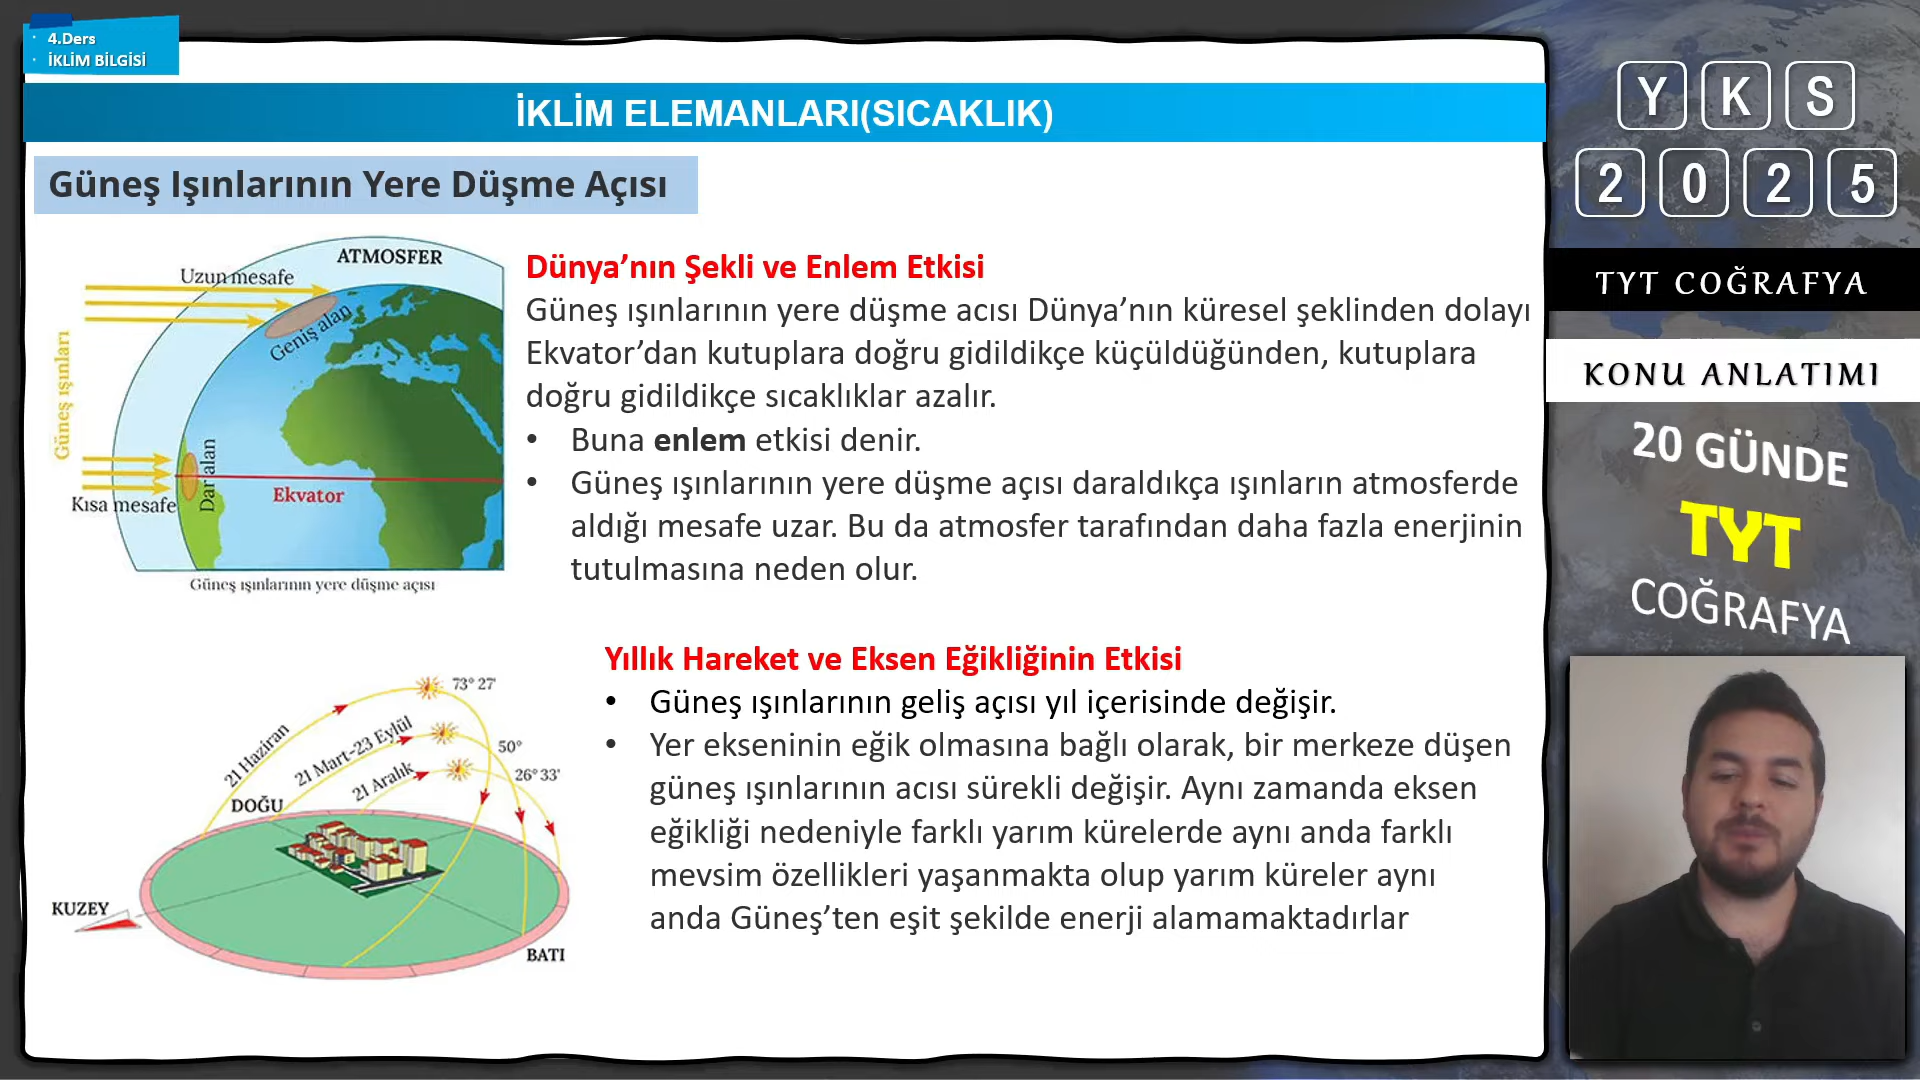 4.Ders
İKLİM BİLGİSİ
İKLİM ELEMANLARI(SICAKLIK)
Güneş Işınlarının Yere Düşme Açısı
ATMOSFER
Uzun mesafe
Geniş alan
Güneş ışınları
Dar alan
Ekvator
Kısa mesafe
Güneş ışınlarının yere düşme açısı
Dünya’nın Şekli ve Enlem Etkisi
Güneş ışınlarının yere düşme acısı Dünya’nın küresel şeklinden dolayı
Ekvator’dan kutuplara doğru gidildikçe küçüldüğünden, kutuplara
doğru gidildikçe sıcaklıklar azalır.
• Buna enlem etkisi denir.
• Güneş ışınlarının yere düşme açısı daraldıkça ışınların atmosferde
aldığı mesafe uzar. Bu da atmosfer tarafından daha fazla enerjinin
tutulmasına neden olur.
73° 27'
21 Haziran
21 Mart-23 Eylül
50°
21 Aralık
26° 33'
DOĞU
KUZEY
BATI
Yıllık Hareket ve Eksen Eğikliğinin Etkisi
• Güneş ışınlarının geliş açısı yıl içerisinde değişir.
• Yer ekseninin eğik olmasına bağlı olarak, bir merkeze düşen
güneş ışınlarının acısı sürekli değişir. Aynı zamanda eksen
eğikliği nedeniyle farklı yarım kürelerde aynı anda farklı
mevsim özellikleri yaşanmakta olup yarım küreler aynı
anda Güneş’ten eşit şekilde enerji alamamaktadırlar
YKS
2025
TYT COĞRAFYA
KONU ANLATIMI
20 GÜNDE
TYT
COĞRAFYA